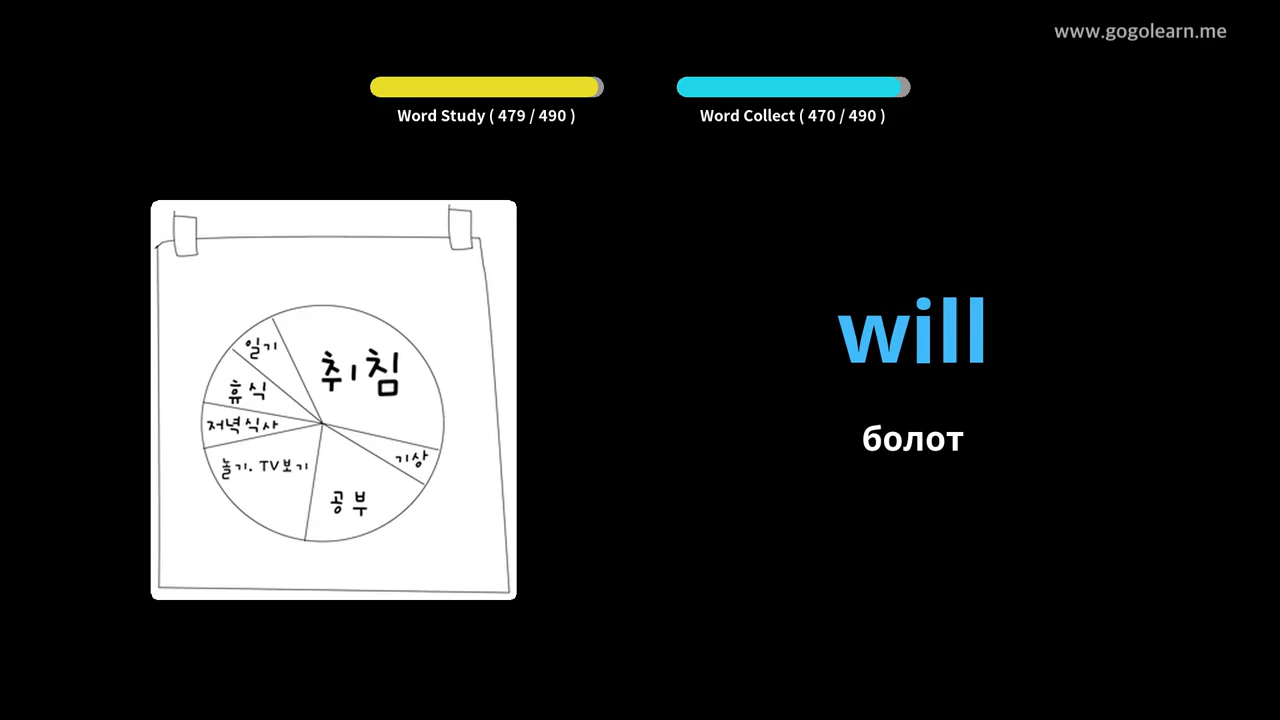 www.gogolearn.me
Word Study ( 479 / 490 )
Word Collect ( 470 / 490 )
일기
취침
휴식
저녁식사
기상
놀기. TV보기
공부
will
болот